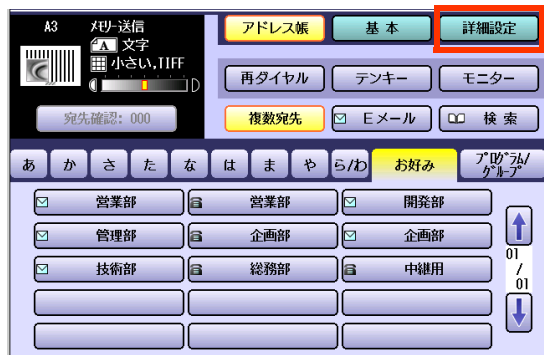 A3 ﾒﾓﾘｰ送信
A 文字
小さい,TIFF
D
宛先確認: 000
アドレス帳 基 本 詳細設定
再ダイヤル テンキー モニター
複数宛先 Eメール 検 索
あ か さ た な は ま や ら/わ お好み ﾌﾟﾛｸﾞﾗﾑ/
ｸﾞﾙｰﾌﾟ
営業部 営業部 開発部
管理部 企画部 企画部
技術部 総務部 中継用
01
/
01